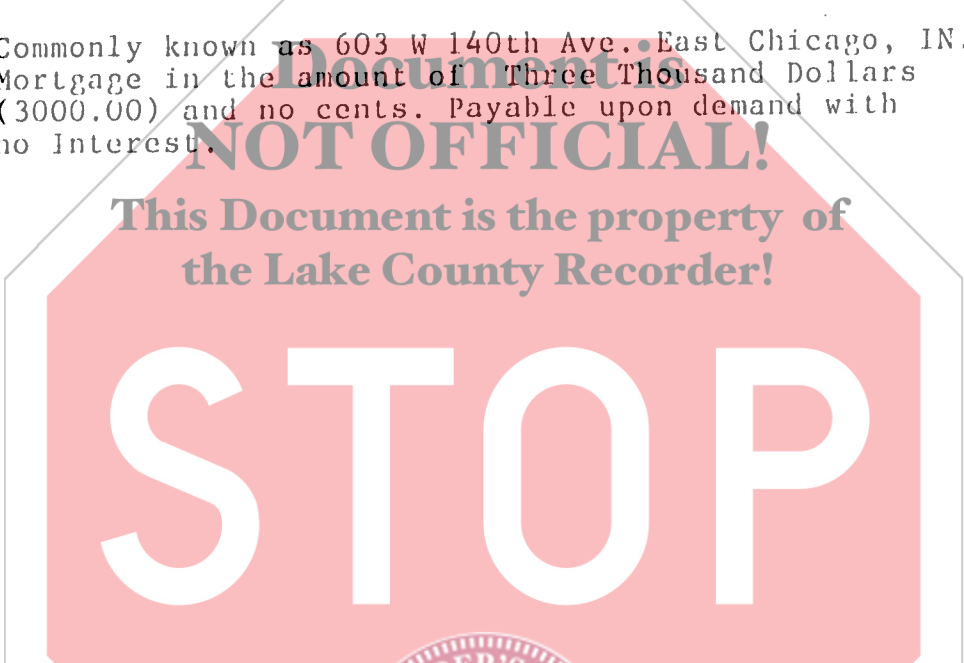 Commonly known as 603 W 140th Ave. East Chicago, IN.
Mortgage in the amount of Three Thousand Dollars
(3000.00) and no cents. Payable upon demand with
no Interest.
Document is
NOT OFFICIAL!
This Document is the property of
the Lake County Recorder!
STOP